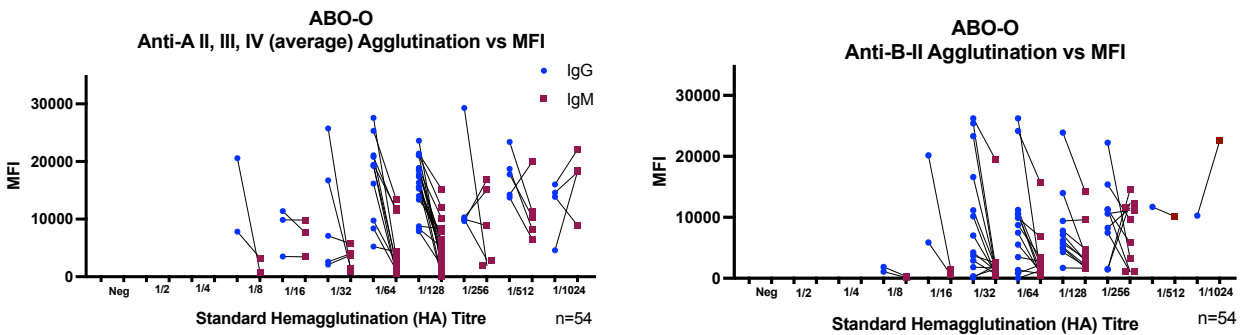 ABO-O
Anti-A II, III, IV (average) Agglutination vs MFI
IgG
IgM
30000
20000
10000
0
MFI
Neg 1/2 1/4 1/8 1/16 1/32 1/64 1/128 1/256 1/512 1/1024
Standard Hemagglutination (HA) Titre
n=54
ABO-O
Anti-B-II Agglutination vs MFI
30000
20000
10000
0
MFI
Neg 1/2 1/4 1/8 1/16 1/32 1/64 1/128 1/256 1/512 1/1024
Standard Hemagglutination (HA) Titre
n=54